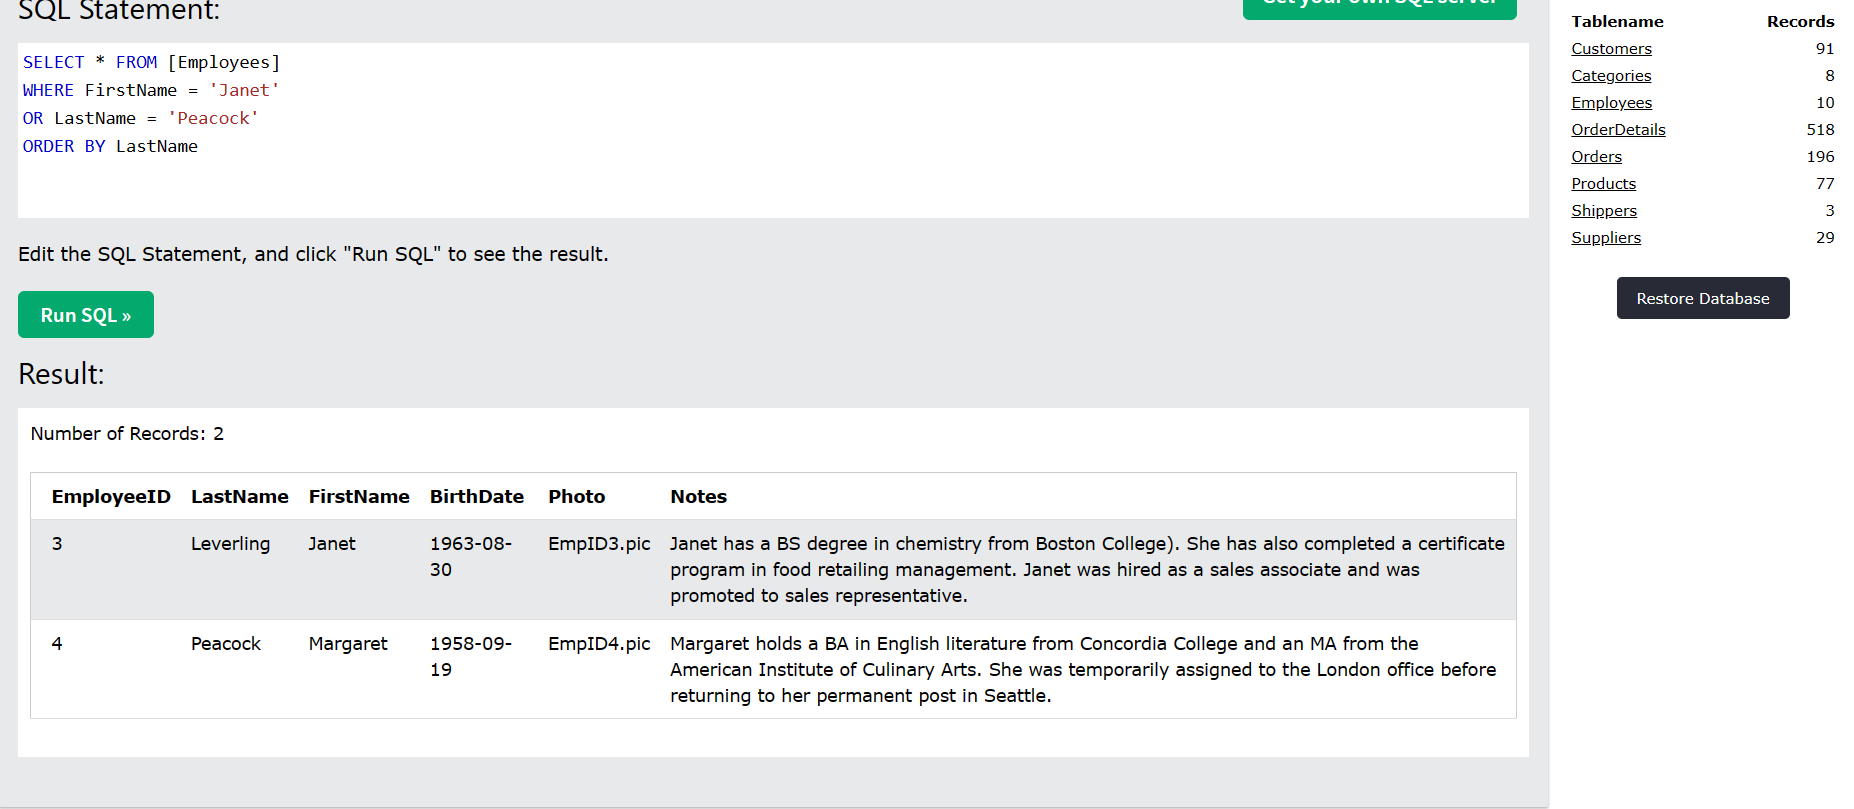 SQL Statement:
Get your own SQL server
SELECT * FROM [Employees]
WHERE FirstName = 'Janet'
OR LastName = 'Peacock'
ORDER BY LastName
Edit the SQL Statement, and click "Run SQL" to see the result.
Run SQL »
Result:
Number of Records: 2
EmployeeID LastName FirstName BirthDate Photo Notes
3 Leverling Janet 1963-08-30 EmpID3.pic Janet has a BS degree in chemistry from Boston College). She has also completed a certificate
program in food retailing management. Janet was hired as a sales associate and was
promoted to sales representative.
4 Peacock Margaret 1958-09-19 EmpID4.pic Margaret holds a BA in English literature from Concordia College and an MA from the
American Institute of Culinary Arts. She was temporarily assigned to the London office before
returning to her permanent post in Seattle.
Tablename Records
Customers 91
Categories 8
Employees 10
OrderDetails 518
Orders 196
Products 77
Shippers 3
Suppliers 29
Restore Database